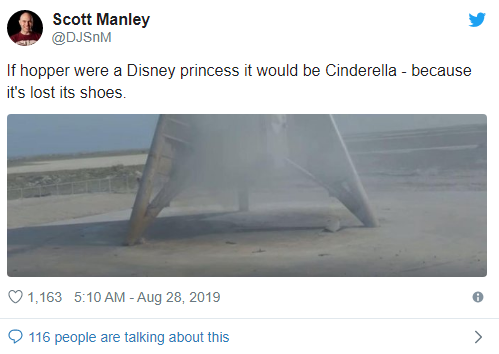 Scott Manley
@DJSnM
If hopper were a Disney princess it would be Cinderella - because
it's lost its shoes.
1,163 5:10 AM - Aug 28, 2019
116 people are talking about this